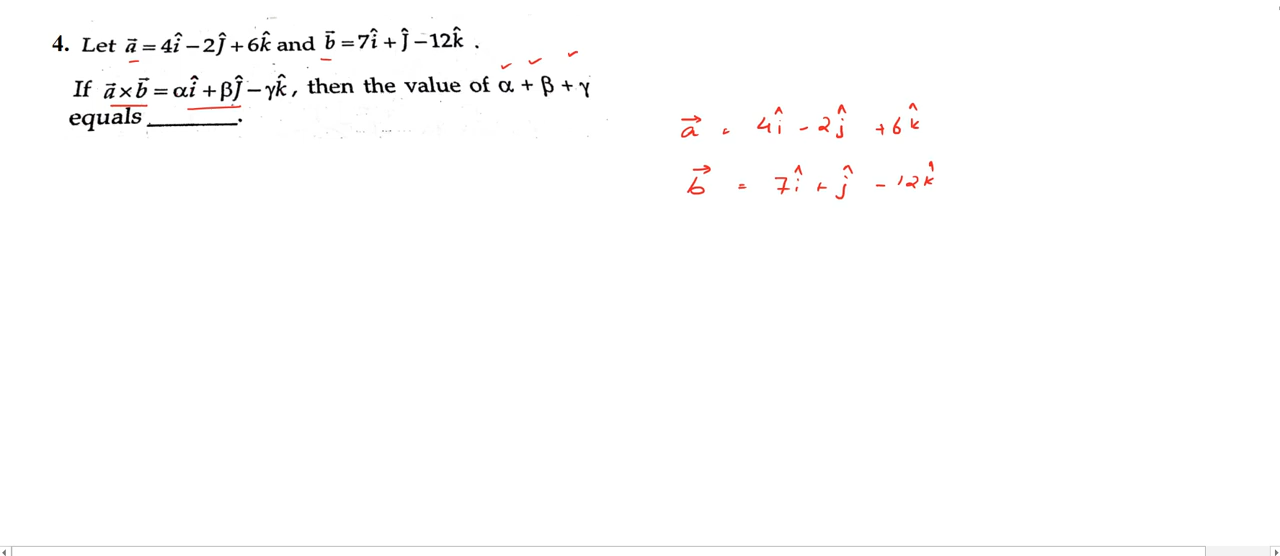 4. Let a⃗ = 4î − 2ĵ + 6k̂ and b⃗ = 7î + ĵ − 12k̂ .
If a⃗ × b⃗ = αî + βĵ − γk̂, then the value of α + β + γ
equals ________.
a⃗ = 4î − 2ĵ + 6k̂
b⃗ = 7î + ĵ − 12k̂